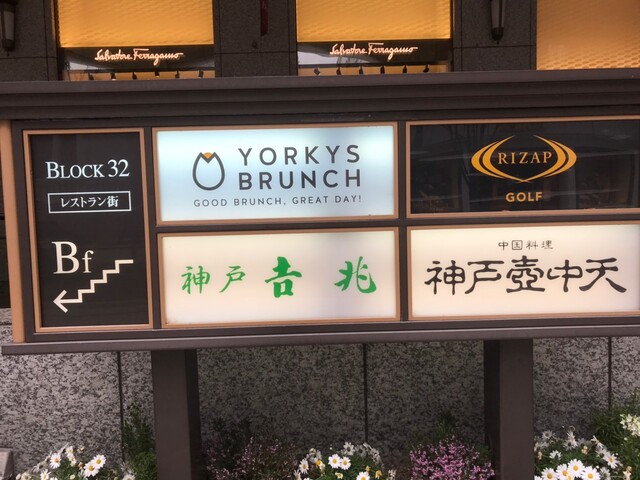 Salvatore Ferragamo
Salvatore Ferragamo
BLOCK 32
レストラン街
Bf
YORKYS
BRUNCH
GOOD BRUNCH, GREAT DAY!
RIZAP
GOLF
神戸 𠮷兆
中国料理
神戸壺中天